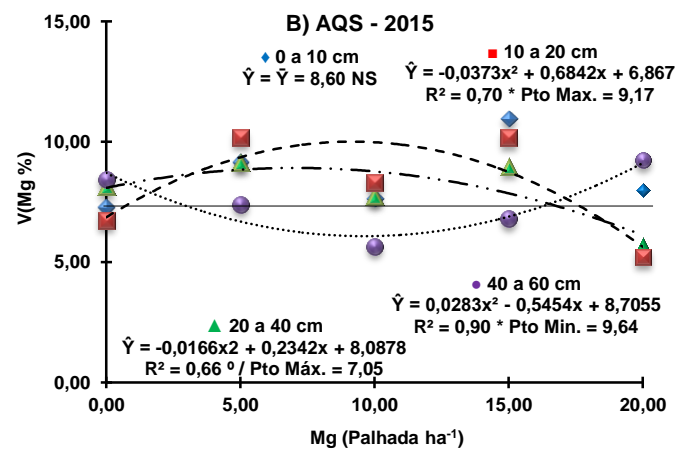 B) AQS - 2015
0 a 10 cm
Ŷ = Ȳ = 8,60 NS
10 a 20 cm
Ŷ = -0,0373x² + 0,6842x + 6,867
R² = 0,70 * Pto Max. = 9,17
15,00
10,00
5,00
0,00
V(Mg %)
40 a 60 cm
Ŷ = 0,0283x² - 0,5454x + 8,7055
R² = 0,90 * Pto Min. = 9,64
20 a 40 cm
Ŷ = -0,0166x2 + 0,2342x + 8,0878
R² = 0,66 º / Pto Máx. = 7,05
0,00 5,00 10,00 15,00 20,00
Mg (Palhada ha⁻¹)